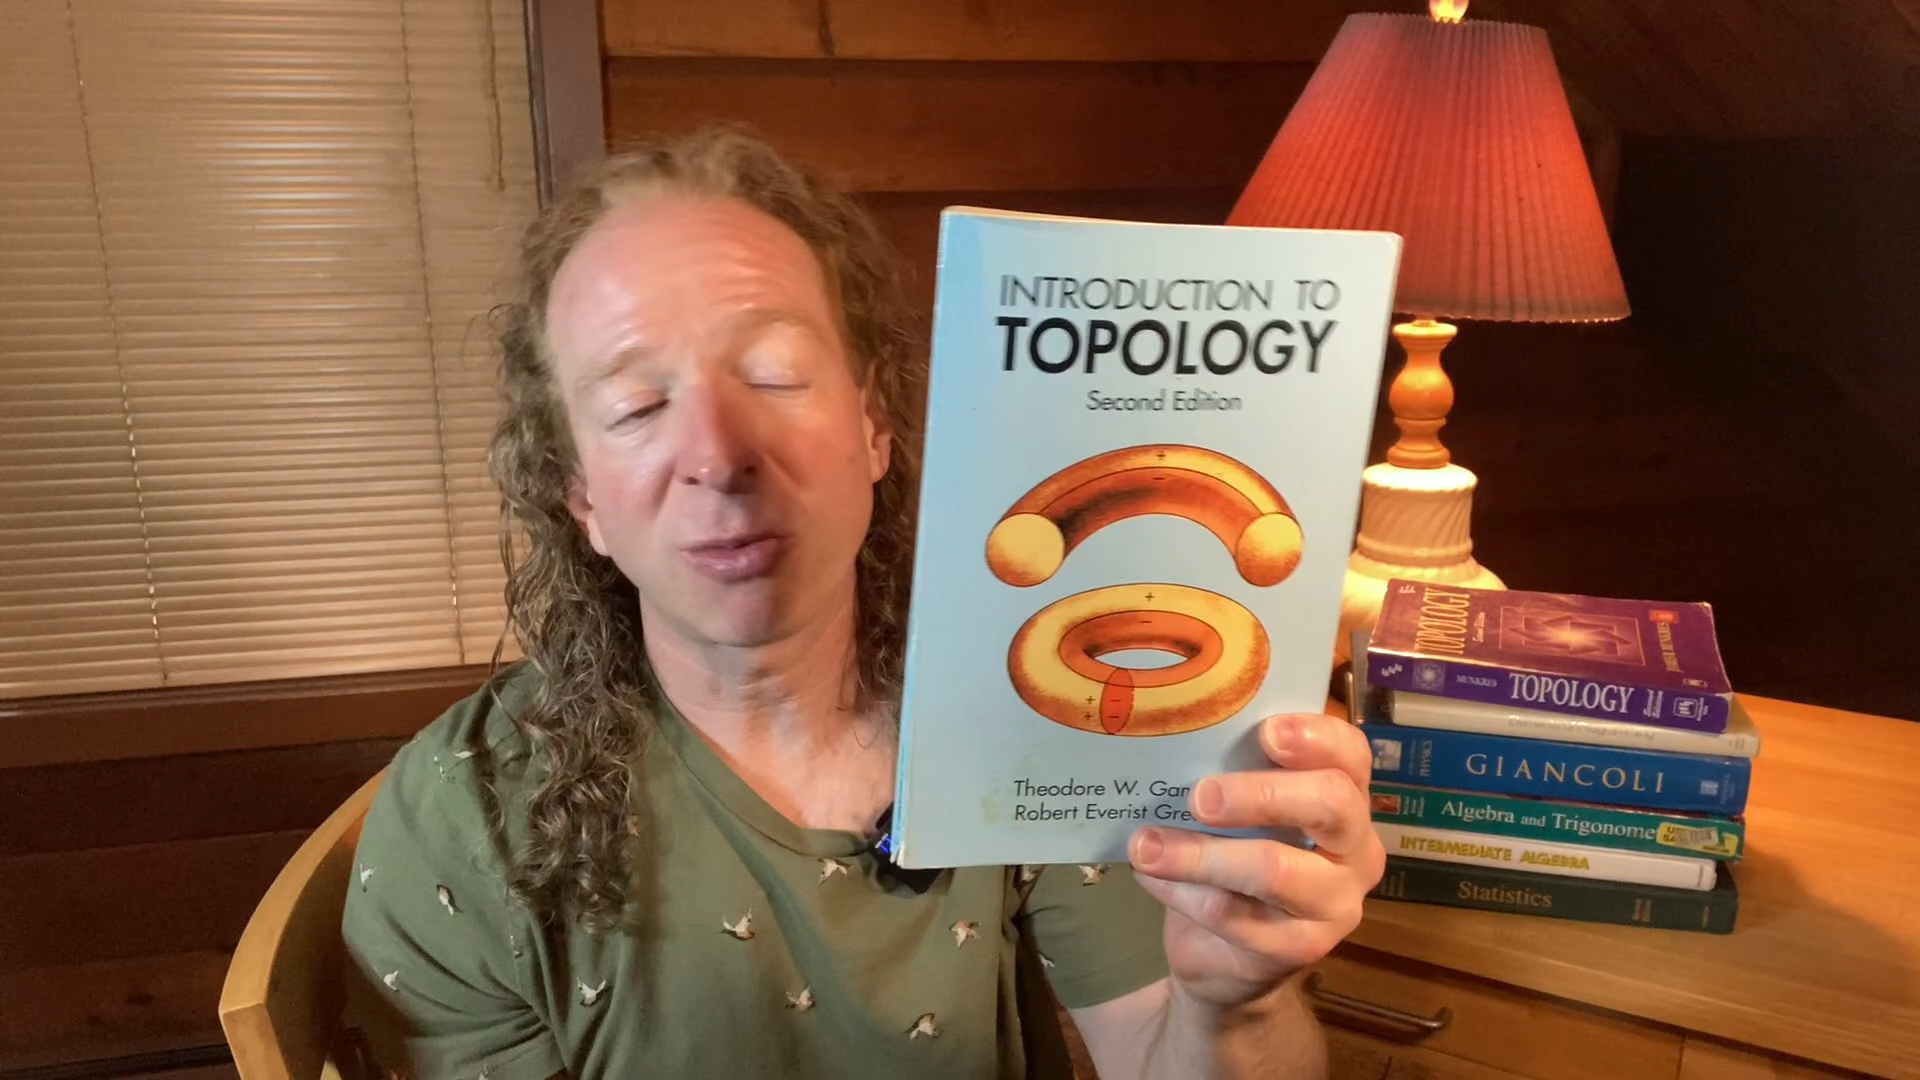 INTRODUCTION TO
TOPOLOGY
Second Edition
Theodore W. Gam
Robert Everist Gre
TOPOLOGY
MUNKRES
TOPOLOGY
GIANCOLI
Algebra and Trigonome
INTERMEDIATE ALGEBRA
Statistics